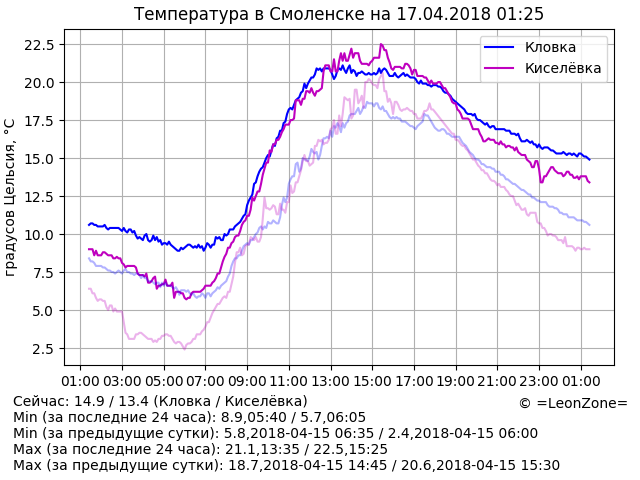 Температура в Смоленске на 17.04.2018 01:25
Кловка
Киселёвка
градусов Цельсия, °C
22.5
20.0
17.5
15.0
12.5
10.0
7.5
5.0
2.5
01:00 03:00 05:00 07:00 09:00 11:00 13:00 15:00 17:00 19:00 21:00 23:00 01:00
Сейчас: 14.9 / 13.4 (Кловка / Киселёвка)
© =LeonZone=
Min (за последние 24 часа): 8.9,05:40 / 5.7,06:05
Min (за предыдущие сутки): 5.8,2018-04-15 06:35 / 2.4,2018-04-15 06:00
Max (за последние 24 часа): 21.1,13:35 / 22.5,15:25
Max (за предыдущие сутки): 18.7,2018-04-15 14:45 / 20.6,2018-04-15 15:30